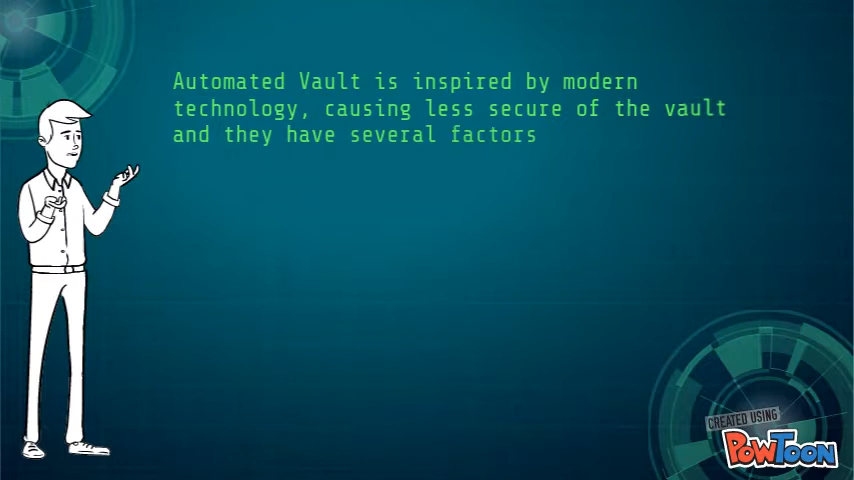 Automated Vault is inspired by modern
technology, causing less secure of the vault
and they have several factors
CREATED USING
POWTOON